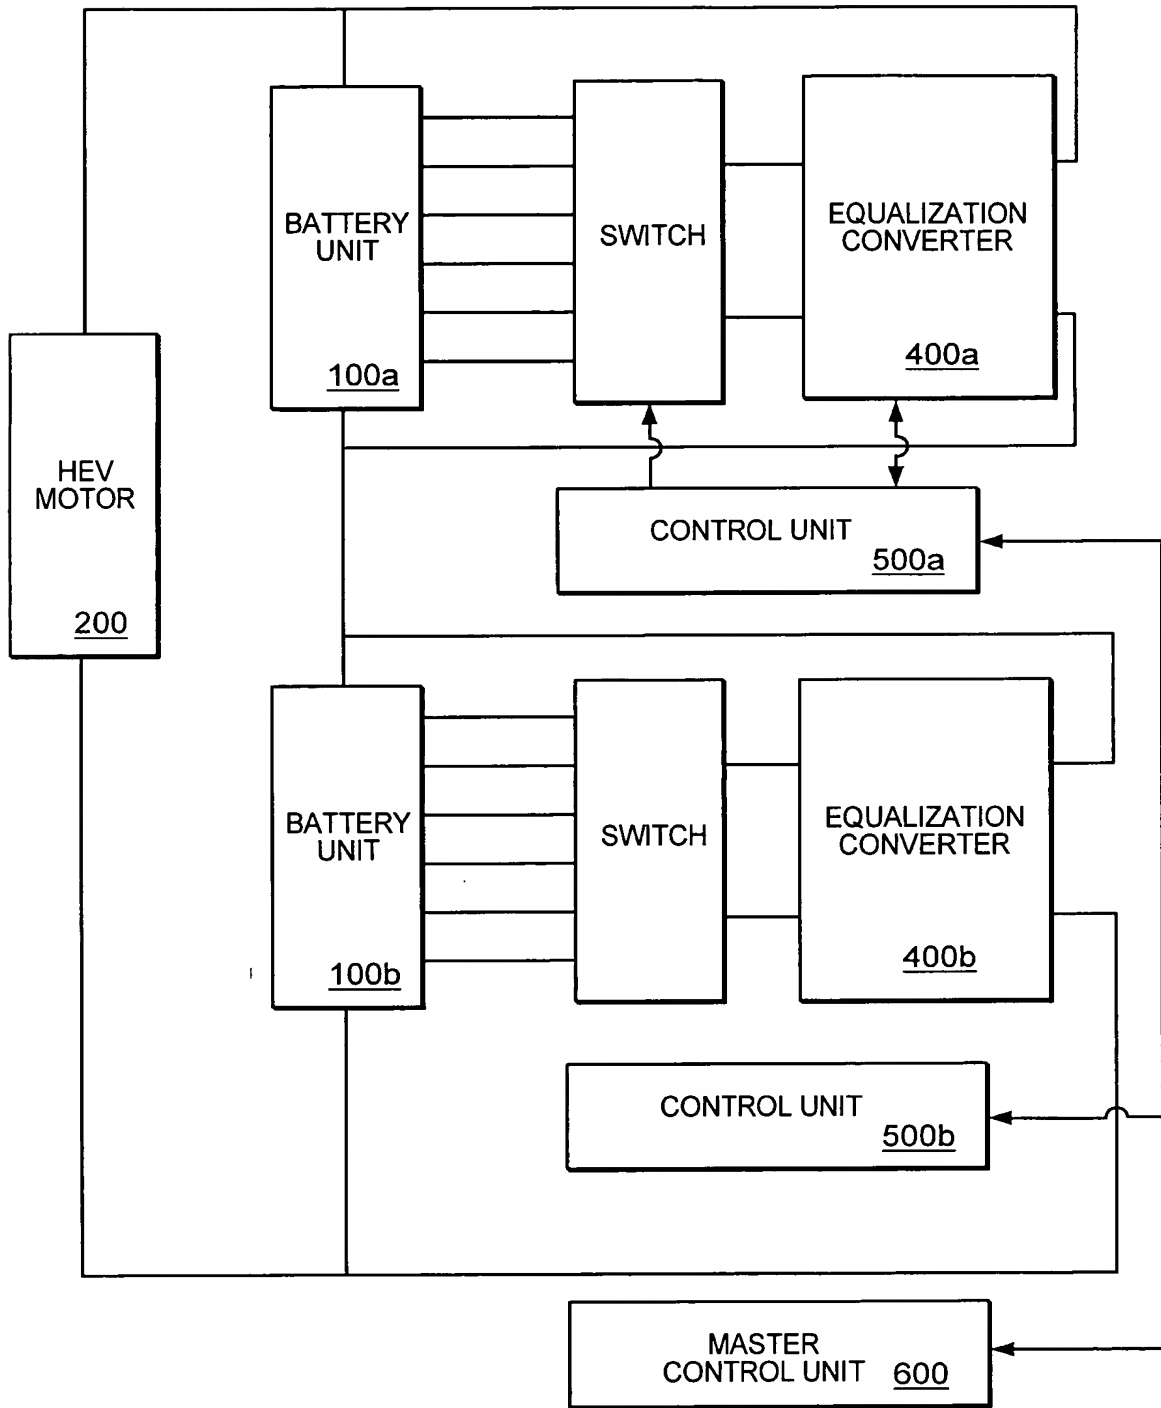 BATTERY
UNIT
100a
SWITCH
EQUALIZATION
CONVERTER
400a
HEV
MOTOR
200
CONTROL UNIT
500a
BATTERY
UNIT
100b
SWITCH
EQUALIZATION
CONVERTER
400b
CONTROL UNIT
500b
MASTER
CONTROL UNIT
600